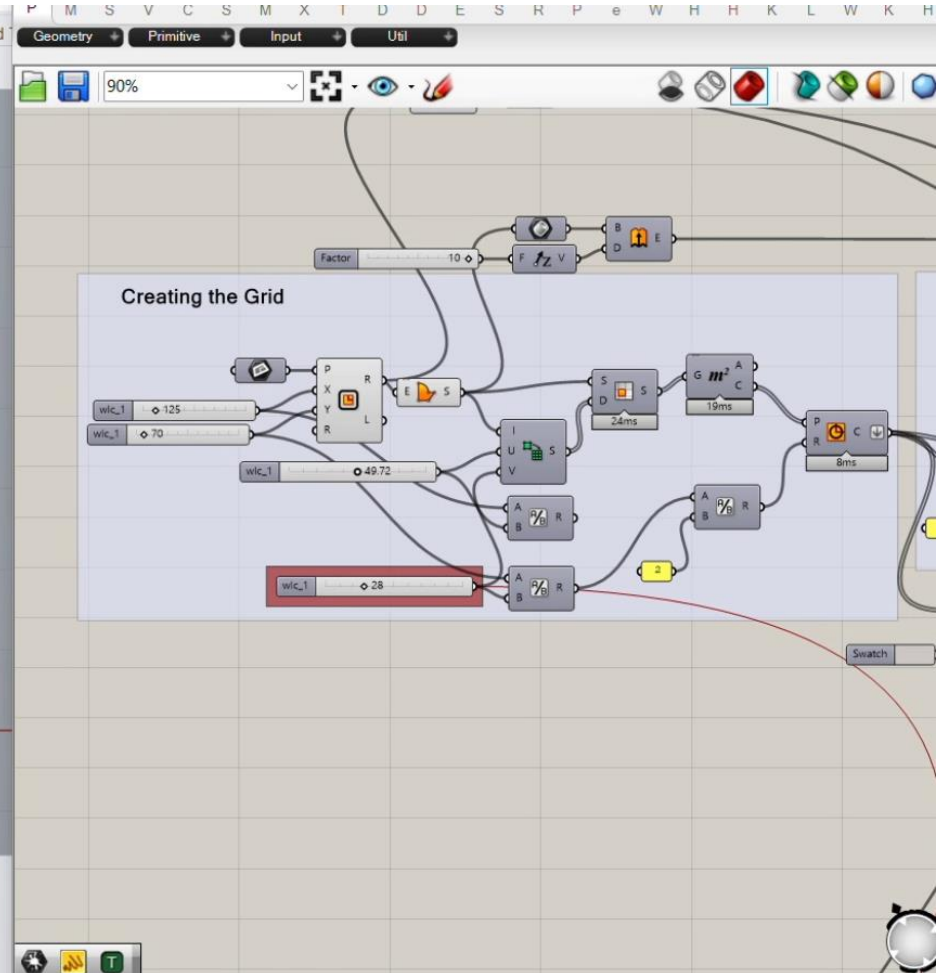 P M S V C S M X T D D E S R P e W H H K L W K H
Geometry Primitive Input Util
90%
Factor 10
F Z V
B D E
Creating the Grid
P X Y R R L
E S
wlc_1 125
wlc_1 70
wlc_1 49.72
wlc_1 28
I U V S
S D S
24ms
G m² A C
19ms
P R C
8ms
A B A/B R
A B A/B R
A B A/B R
2
Swatch
T